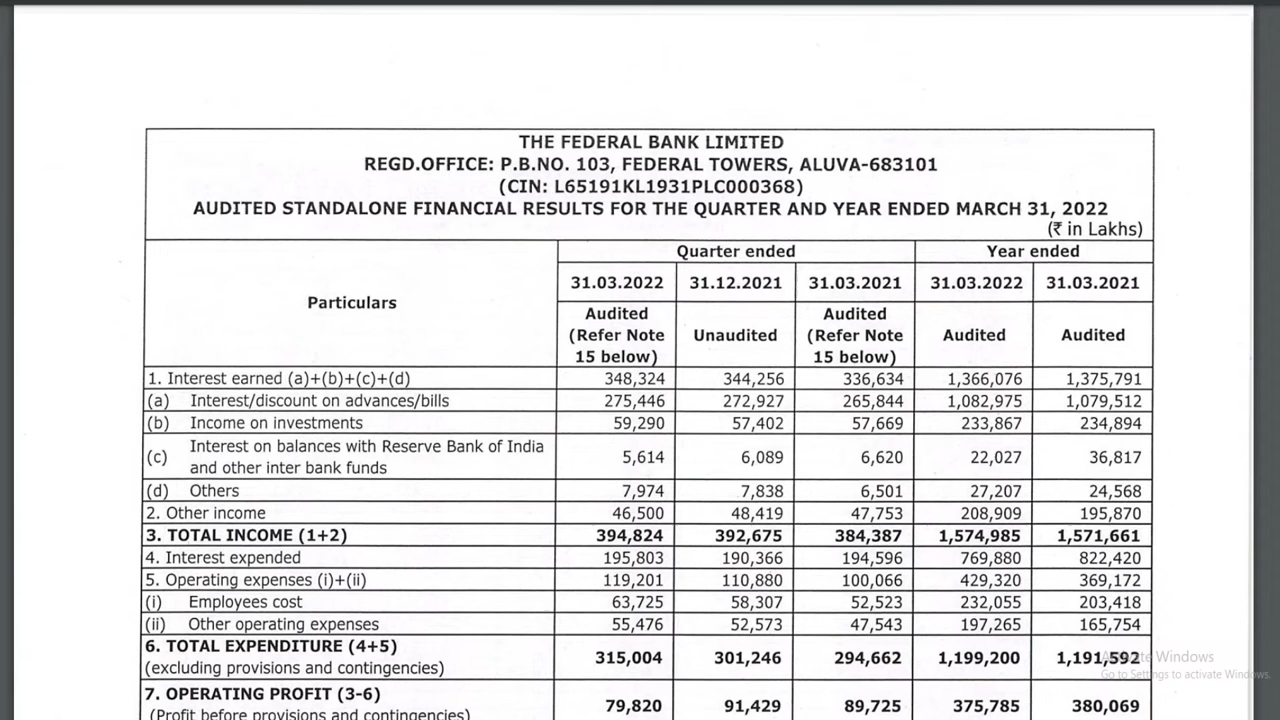 THE FEDERAL BANK LIMITED
REGD.OFFICE: P.B.NO. 103, FEDERAL TOWERS, ALUVA-683101
(CIN: L65191KL1931PLC000368)
AUDITED STANDALONE FINANCIAL RESULTS FOR THE QUARTER AND YEAR ENDED MARCH 31, 2022
(₹ in Lakhs)
Particulars Quarter ended Year ended
31.03.2022 31.12.2021 31.03.2021 31.03.2022 31.03.2021
Audited (Refer Note 15 below) Unaudited Audited (Refer Note 15 below) Audited Audited
1. Interest earned (a)+(b)+(c)+(d) 348,324 344,256 336,634 1,366,076 1,375,791
(a) Interest/discount on advances/bills 275,446 272,927 265,844 1,082,975 1,079,512
(b) Income on investments 59,290 57,402 57,669 233,867 234,894
(c) Interest on balances with Reserve Bank of India and other inter bank funds 5,614 6,089 6,620 22,027 36,817
(d) Others 7,974 7,838 6,501 27,207 24,568
2. Other income 46,500 48,419 47,753 208,909 195,870
3. TOTAL INCOME (1+2) 394,824 392,675 384,387 1,574,985 1,571,661
4. Interest expended 195,803 190,366 194,596 769,880 822,420
5. Operating expenses (i)+(ii) 119,201 110,880 100,066 429,320 369,172
(i) Employees cost 63,725 58,307 52,523 232,055 203,418
(ii) Other operating expenses 55,476 52,573 47,543 197,265 165,754
6. TOTAL EXPENDITURE (4+5)
(excluding provisions and contingencies) 315,004 301,246 294,662 1,199,200 1,191,592
7. OPERATING PROFIT (3-6)
(Profit before provisions and contingencies) 79,820 91,429 89,725 375,785 380,069
Activate Windows
Go to Settings to activate Windows.